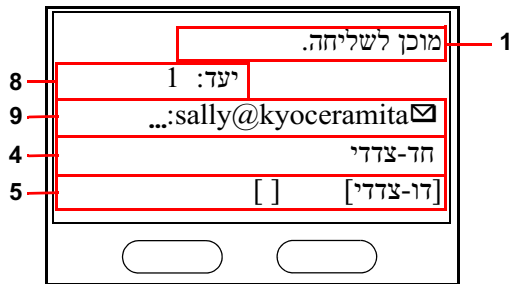 מוכן לשליחה. 1
8 יעד: 1
9 ✉sally@kyoceramita:...
4 חד-צדדי
5 [דו-צדדי] [ ]